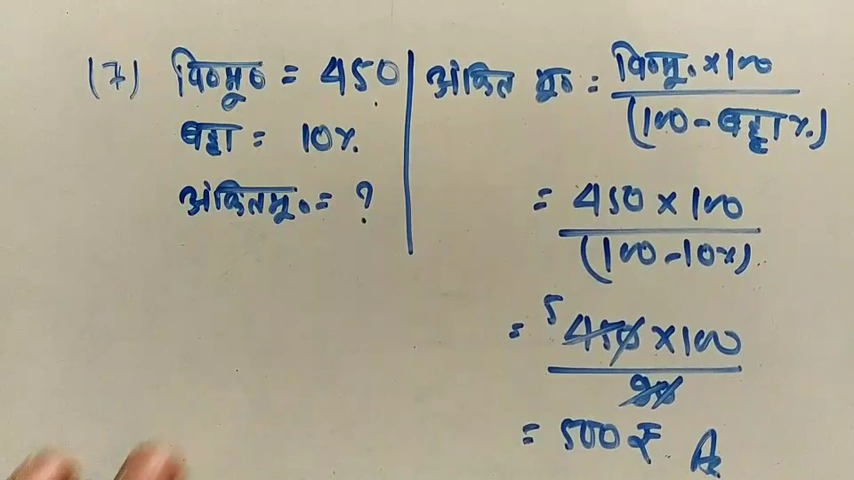 (7) वि०मू० = 450
बट्टा = 10%.
अंकितमू० = ?
अंकित मू० = वि०मू० × 100
(100 - बट्टा %)
= 450 × 100
(100 - 10%)
= 5 450 × 100
90
= 500 ₹ A